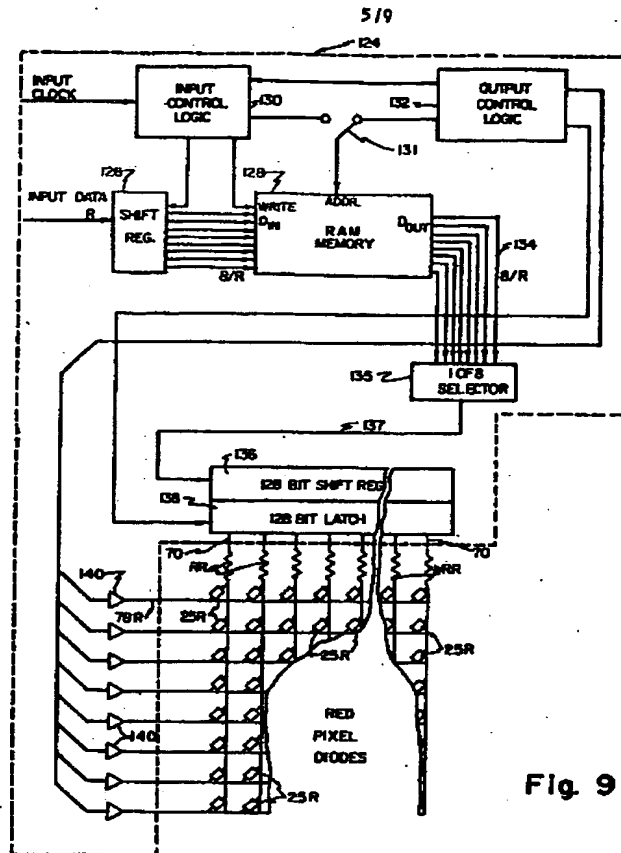 5/9
124
INPUT CLOCK
INPUT CONTROL LOGIC
130
132
OUTPUT CONTROL LOGIC
131
128
128
INPUT DATA
R
SHIFT REG.
WRITE
ADDR.
D IN
RAM MEMORY
D OUT
134
8/R
8/R
135
1 OF 8 SELECTOR
137
136
128 BIT SHIFT REG
138
128 BIT LATCH
70
70
RR
RR
140
78R
25R
25R
25R
140
RED PIXEL DIODES
25R
Fig. 9